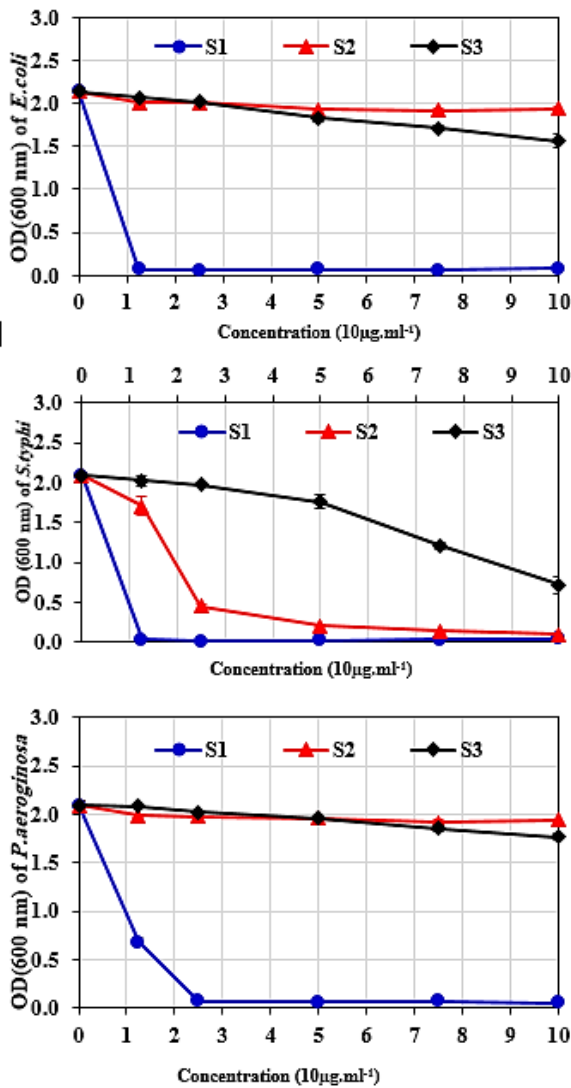 3.0
S1 S2 S3
2.5
2.0
1.5
1.0
0.5
0.0
OD(600 nm) of E.coli
0 1 2 3 4 5 6 7 8 9 10
Concentration (10µg.ml⁻¹)
0 1 2 3 4 5 6 7 8 9 10
3.0
S1 S2 S3
2.5
2.0
1.5
1.0
0.5
0.0
OD (600 nm) of S.typhi
Concentration (10µg.ml⁻¹)
3.0
S1 S2 S3
2.5
2.0
1.5
1.0
0.5
0.0
OD(600 nm) of P.aeroginosa
0 1 2 3 4 5 6 7 8 9 10
Concentration (10µg.ml⁻¹)